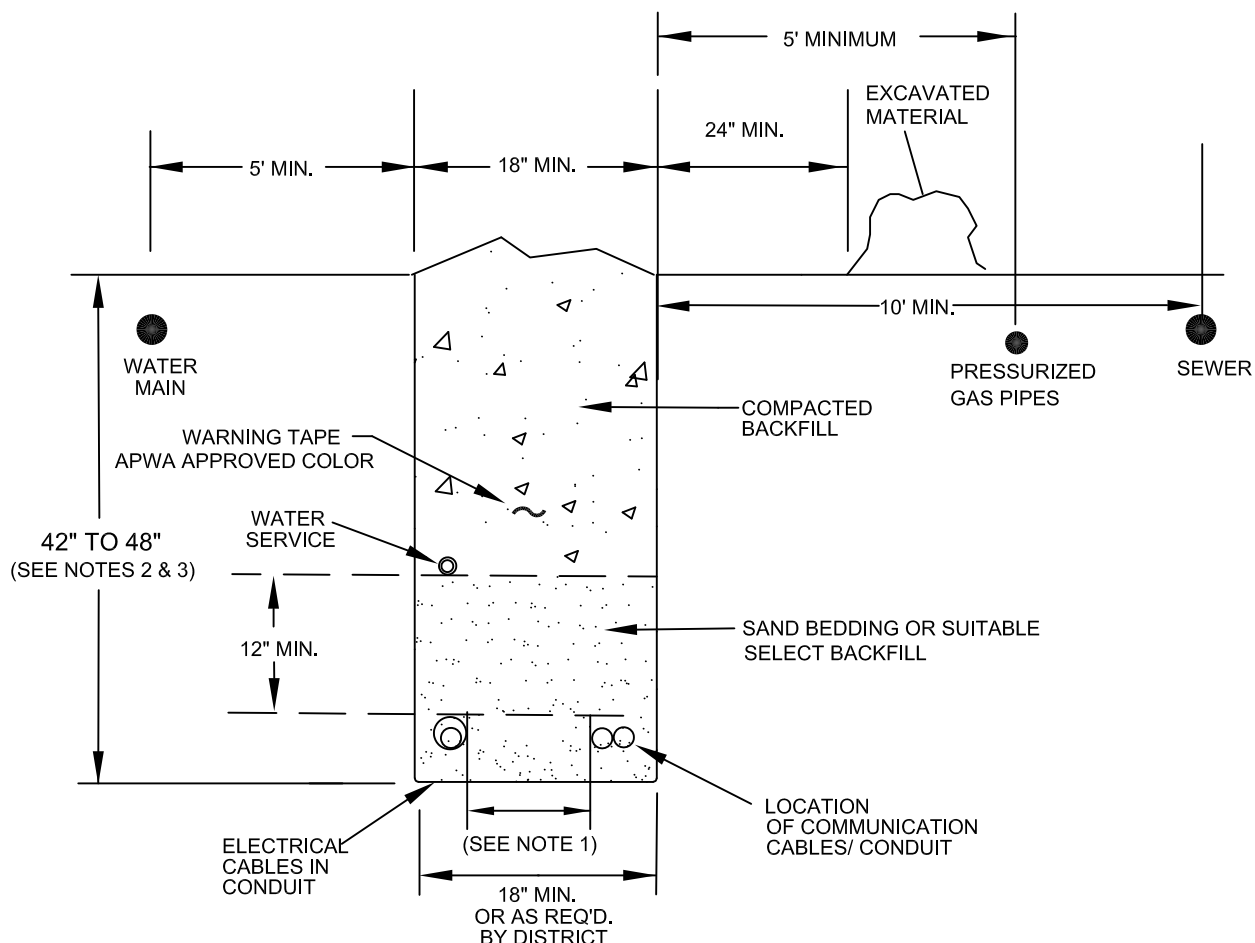 5' MINIMUM
EXCAVATED
MATERIAL
24" MIN.
5' MIN.
18" MIN.
10' MIN.
WATER
MAIN
PRESSURIZED
GAS PIPES
SEWER
COMPACTED
BACKFILL
WARNING TAPE
APWA APPROVED COLOR
WATER
SERVICE
42" TO 48"
(SEE NOTES 2 & 3)
12" MIN.
SAND BEDDING OR SUITABLE
SELECT BACKFILL
LOCATION
OF COMMUNICATION
CABLES/ CONDUIT
ELECTRICAL
CABLES IN
CONDUIT
(SEE NOTE 1)
18" MIN.
OR AS REQ'D.
BY DISTRICT